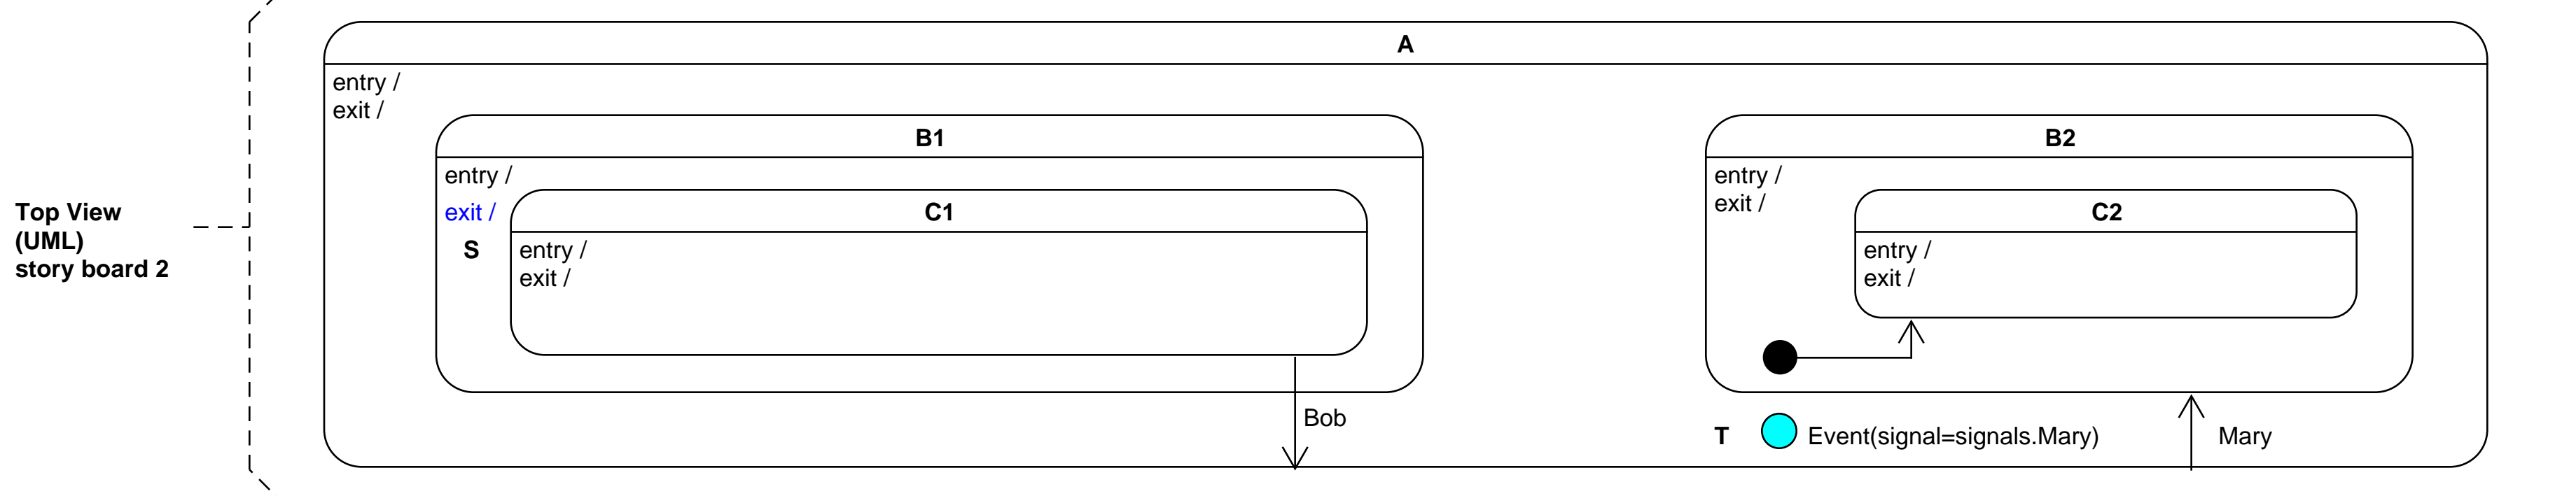 A
entry /
exit /
B1
entry /
exit /
S
C1
entry /
exit /
Bob
B2
entry /
exit /
C2
entry /
exit /
T
Event(signal=signals.Mary)
Mary
Top View
(UML)
story board 2